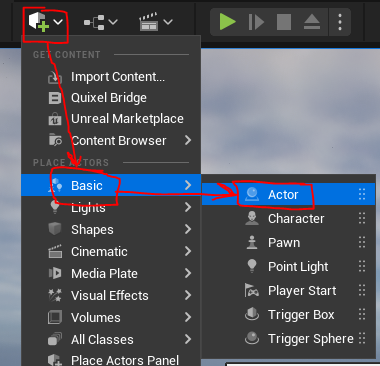 GET CONTENT
Import Content...
Quixel Bridge
Unreal Marketplace
Content Browser
PLACE ACTORS
Basic
Lights
Shapes
Cinematic
Media Plate
Visual Effects
Volumes
All Classes
Place Actors Panel
Actor
Character
Pawn
Point Light
Player Start
Trigger Box
Trigger Sphere